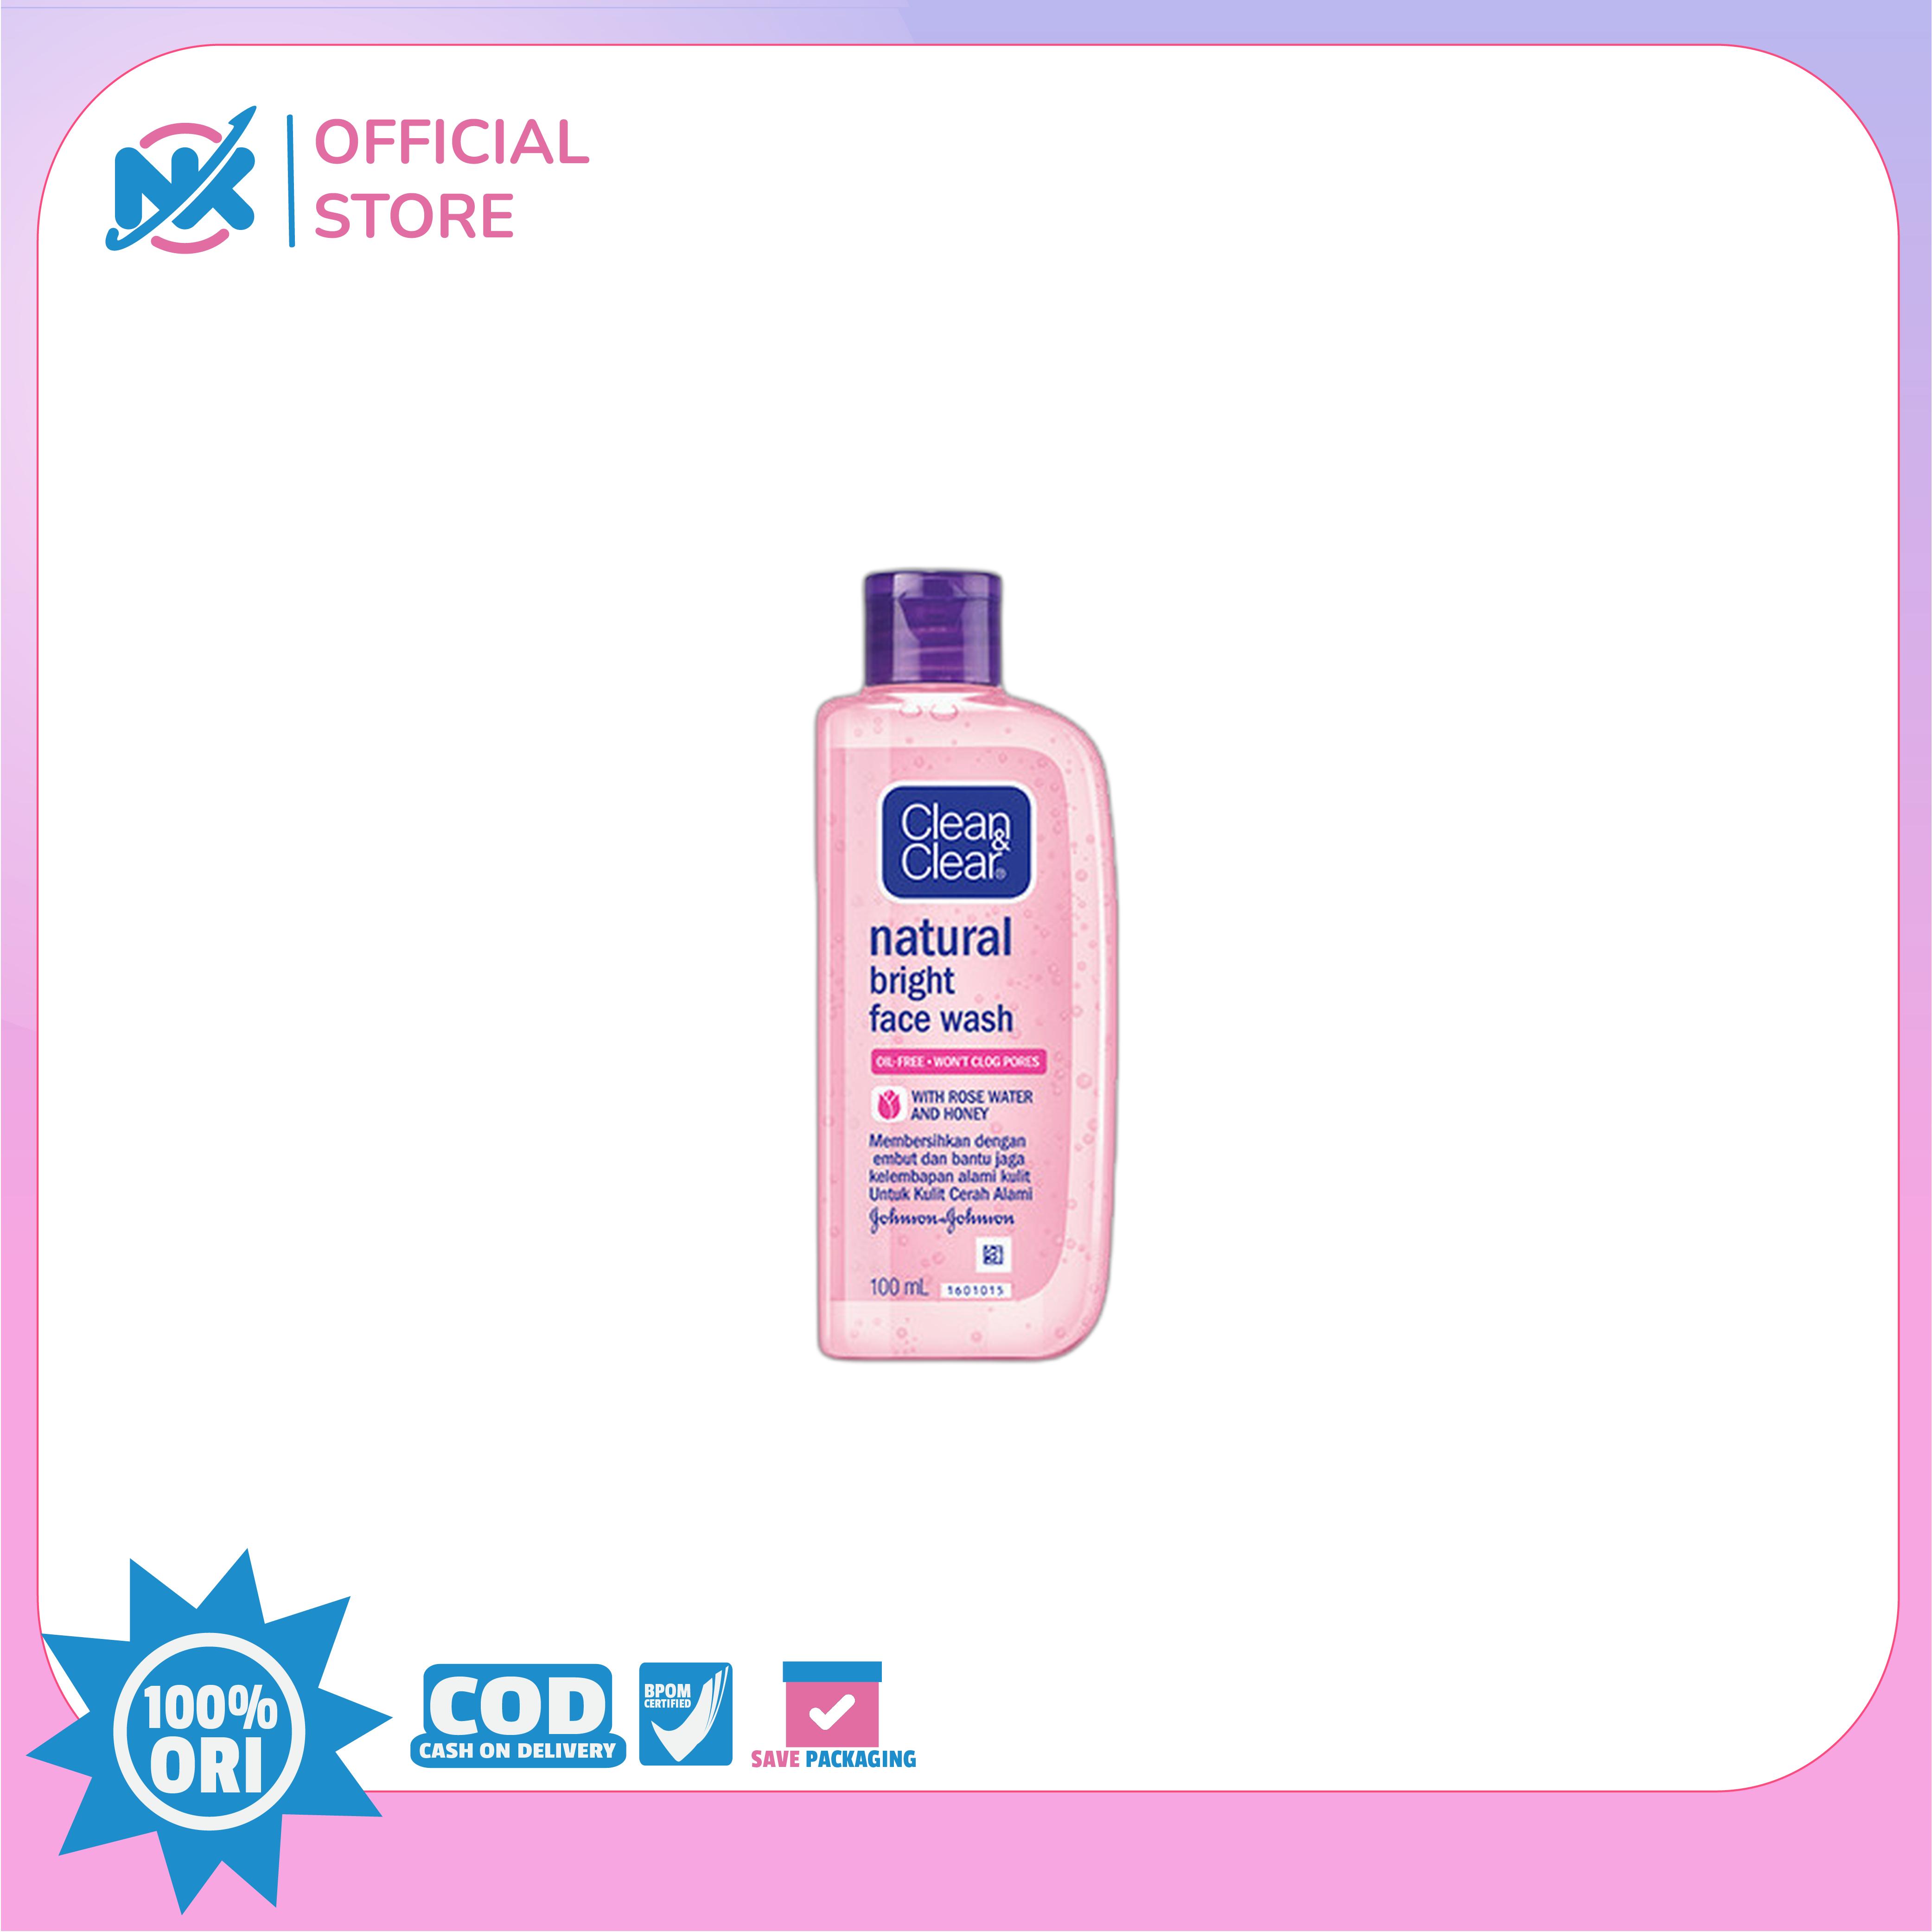 NK
OFFICIAL
STORE
Clean
&
Clear®
natural
bright
face wash
OIL-FREE • WON'T CLOG PORES
WITH ROSE WATER
AND HONEY
Membersihkan dengan
embut dan bantu jaga
kelembapan alami kulit
Untuk Kulit Cerah Alami
Johnson&Johnson
100 mL
1601015
100%
ORI
COD
CASH ON DELIVERY
BPOM
CERTIFIED
SAVE PACKAGING